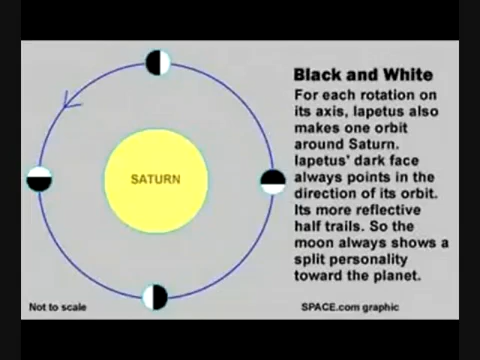 Black and White
For each rotation on
its axis, Iapetus also
makes one orbit
around Saturn.
Iapetus' dark face
always points in the
direction of its orbit.
Its more reflective
half trails. So the
moon always shows a
split personality
toward the planet.
SATURN
Not to scale
SPACE.com graphic